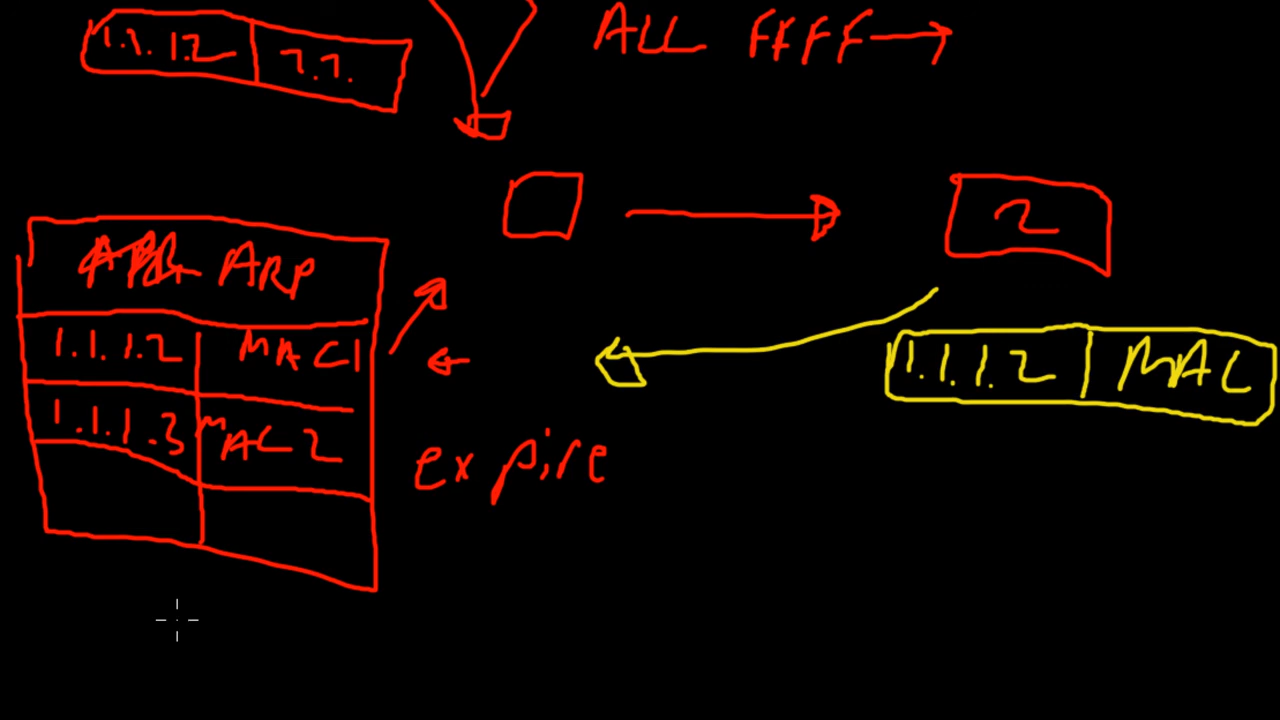 1.1.1.2 ?.?.
ALL FFFF
2
ARP
1.1.1.2 MAC1
1.1.1.3 MAC2
expire
1.1.1.2 MAC